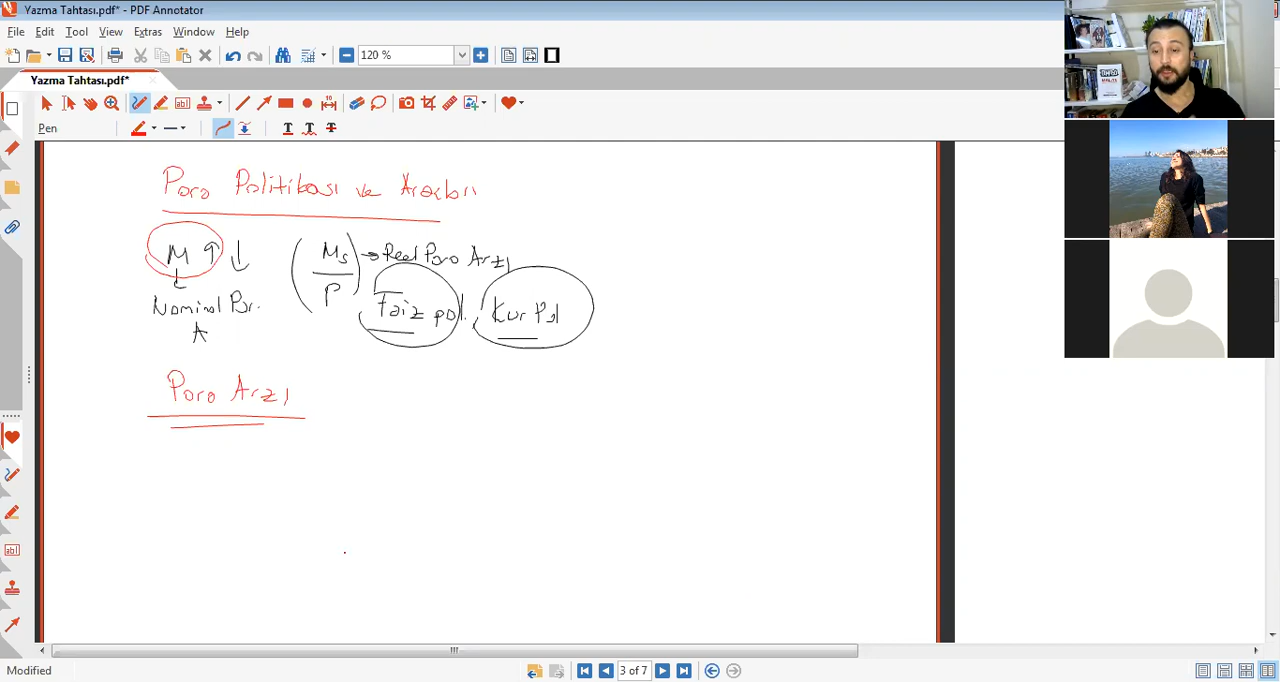 Yazma Tahtası.pdf* - PDF Annotator
File Edit Tool View Extras Window Help
120 %
Yazma Tahtası.pdf*
Pen
Para Politikası ve Araçları
M ↑ ↓ (Ms/P) → Reel Para Arzı
Nominal Par. A
Faiz pol. Kur Pol
Para Arzı
Modified
3 of 7